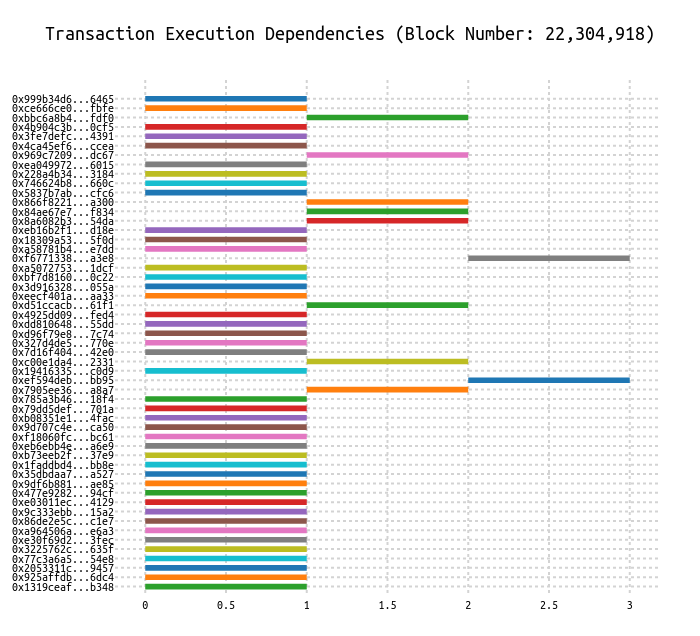 Transaction Execution Dependencies (Block Number: 22,304,918)
0x999b34d6...6465
0xce666ce0...fbfe
0xbbc6a8b4...fdf0
0x4b904c3b...0cf5
0x3fe7defc...4391
0x4ca45ef6...ccea
0x969c7209...dc67
0xea049972...6015
0x228a4b34...3184
0x746624b8...660c
0x5837b7ab...cfc6
0x866f8221...a300
0x84ae67e7...f834
0x8a6082b3...54da
0xeb16b2f1...d18e
0x18309a53...5f0d
0xa58781b4...e7dd
0xf6771338...a3e8
0xa5072753...1dcf
0xbf7d8160...0c22
0x3d916328...055a
0xeecf401a...aa33
0xd51ccacb...61f1
0x4925dd09...fed4
0xdd810648...55dd
0xd96f79e8...7c74
0x327d4de5...770e
0x7d16f404...42e0
0xc00e1da4...2331
0x19416335...c0d9
0xef594deb...bb95
0x7905ee36...a8a7
0x785a3b46...18f4
0x79dd5def...701a
0xb08351e1...4fac
0x9d707c4e...ca50
0xf18060fc...bc61
0xeb6ebb4e...a6e9
0xb73eeb2f...37e9
0x1faddbd4...bb8e
0x35dbdaa7...a527
0x9df6b881...ae85
0x477e9282...94cf
0xe03011ec...4129
0x9c333ebb...15a2
0x86de2e5c...c1e7
0xa964506a...e6a3
0xe30f69d2...3fec
0x3225762c...635f
0x77c3a6a5...54e8
0x2053311c...9457
0x925affdb...6dc4
0x1319ceaf...b348
0 0.5 1 1.5 2 2.5 3